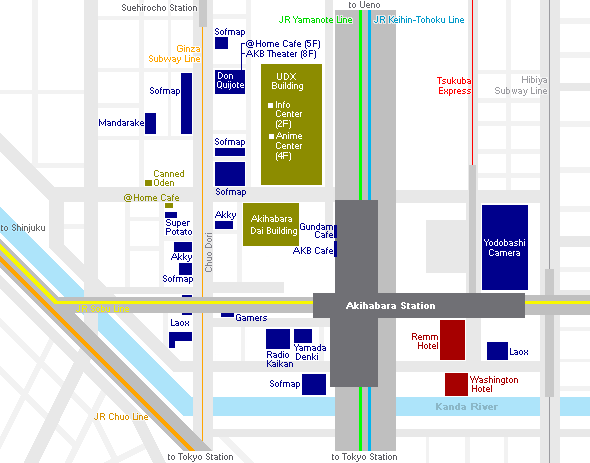 to Ueno
Suehirocho Station
JR Yamanote Line
JR Keihin-Tohoku Line
Sofmap
@Home Cafe (5F)
AKB Theater (8F)
Ginza
Subway Line
Don
Quijote
UDX
Building
Info
Center
(2F)
Anime
Center
(4F)
Tsukuba
Express
Hibiya
Subway Line
Sofmap
Mandarake
Sofmap
Sofmap
Canned
Oden
@Home Cafe
Super
Potato
Akky
Akihabara
Dai Building
Gundam
Cafe
AKB Cafe
to Shinjuku
Chuo Dori
Akky
Sofmap
Yodobashi
Camera
Akihabara Station
JR Sobu Line
Gamers
Laox
Radio
Kaikan
Yamada
Denki
Remm
Hotel
Laox
Sofmap
Washington
Hotel
Kanda River
JR Chuo Line
to Tokyo Station
to Tokyo Station